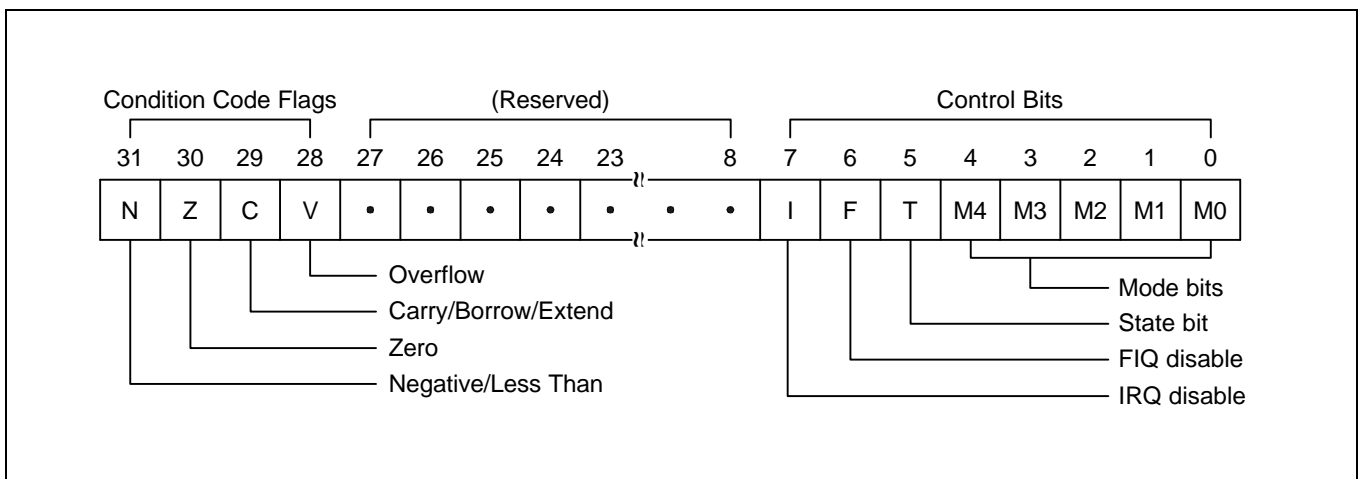 Condition Code Flags (Reserved) Control Bits
31 30 29 28 27 26 25 24 23 8 7 6 5 4 3 2 1 0
N Z C V • • • • • • • I F T M4 M3 M2 M1 M0
Overflow
Carry/Borrow/Extend
Zero
Negative/Less Than
Mode bits
State bit
FIQ disable
IRQ disable